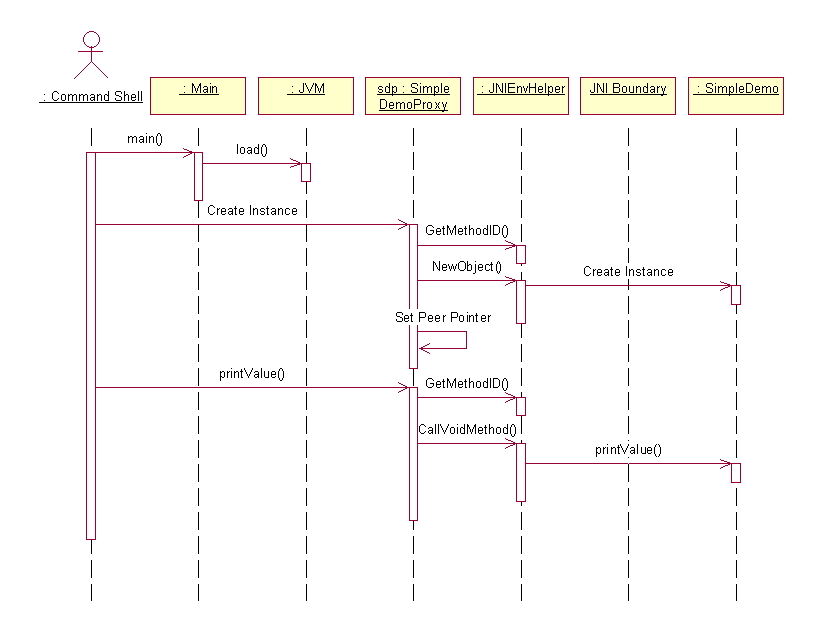 : Command Shell
: Main
: JVM
sdp : Simple
DemoProxy
: JNIEnvHelper
JNI Boundary
: SimpleDemo
main()
load()
Create Instance
GetMethodID()
NewObject()
Create Instance
Set Peer Pointer
printValue()
GetMethodID()
CallVoidMethod()
printValue()